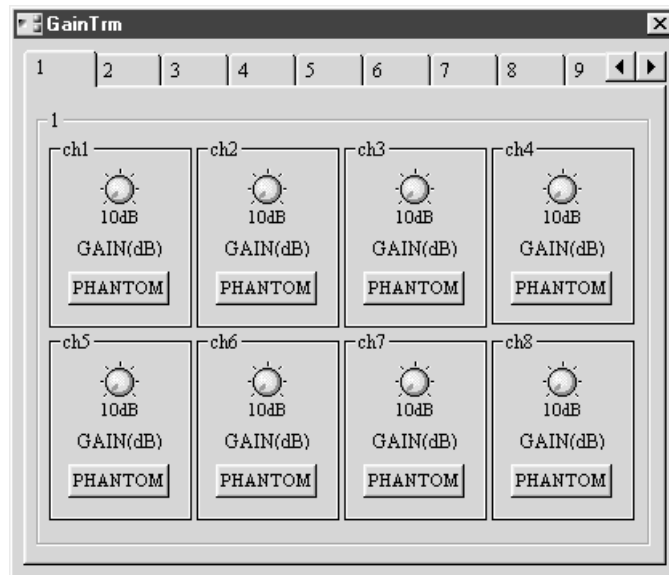 GainTrm
1 2 3 4 5 6 7 8 9
1
ch1 ch2 ch3 ch4
10dB 10dB 10dB 10dB
GAIN(dB) GAIN(dB) GAIN(dB) GAIN(dB)
PHANTOM PHANTOM PHANTOM PHANTOM
ch5 ch6 ch7 ch8
10dB 10dB 10dB 10dB
GAIN(dB) GAIN(dB) GAIN(dB) GAIN(dB)
PHANTOM PHANTOM PHANTOM PHANTOM